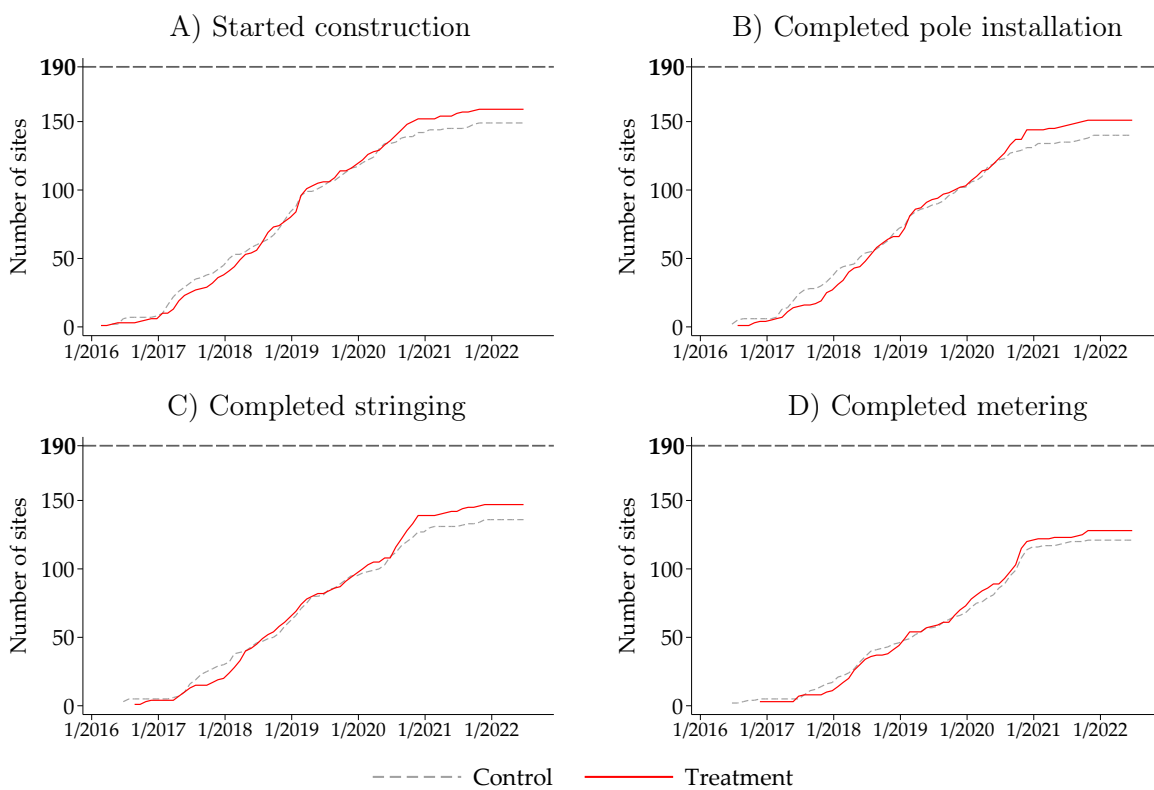 A) Started construction
190
150
100
50
0
Number of sites
1/2016 1/2017 1/2018 1/2019 1/2020 1/2021 1/2022
B) Completed pole installation
190
150
100
50
0
Number of sites
1/2016 1/2017 1/2018 1/2019 1/2020 1/2021 1/2022
C) Completed stringing
190
150
100
50
0
Number of sites
1/2016 1/2017 1/2018 1/2019 1/2020 1/2021 1/2022
D) Completed metering
190
150
100
50
0
Number of sites
1/2016 1/2017 1/2018 1/2019 1/2020 1/2021 1/2022
Control Treatment